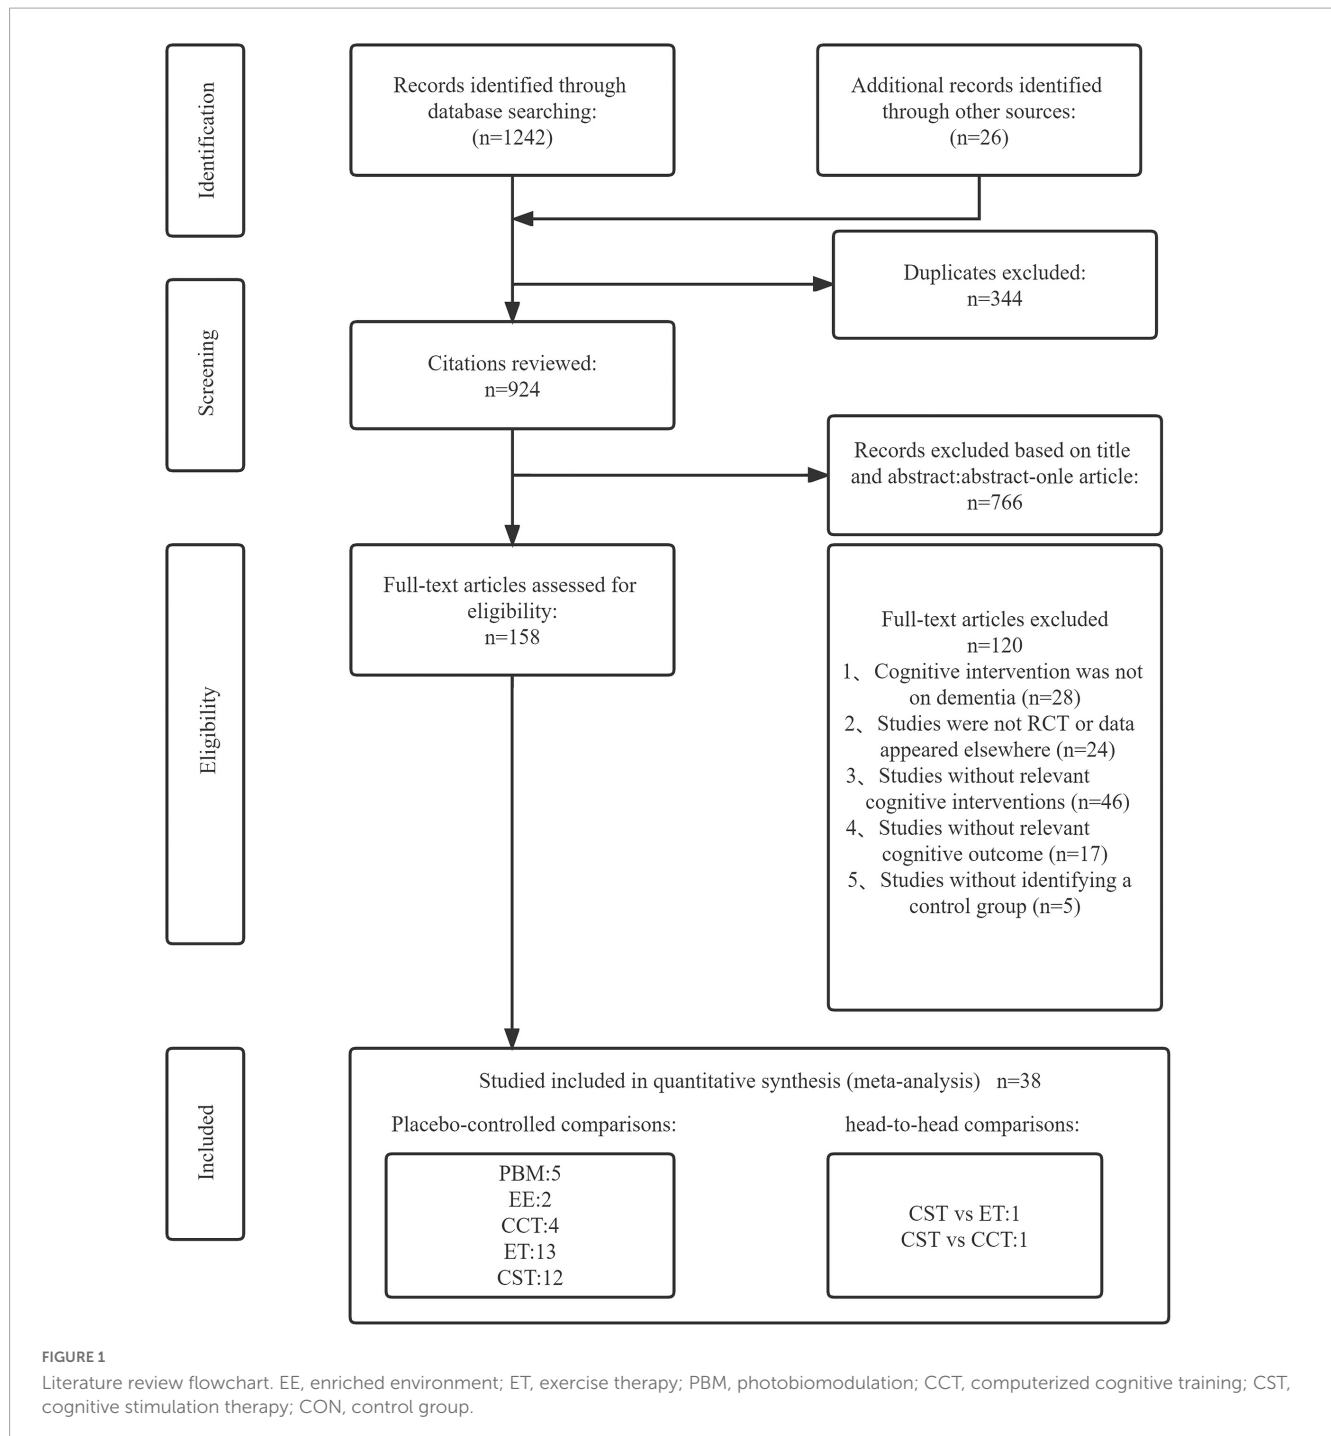 Identification
Records identified through
database searching:
(n=1242)
Additional records identified
through other sources:
(n=26)
Duplicates excluded:
n=344
Screening
Citations reviewed:
n=924
Records excluded based on title
and abstract:abstract-onle article:
n=766
Eligibility
Full-text articles assessed for
eligibility:
n=158
Full-text articles excluded
n=120
1、Cognitive intervention was not
on dementia (n=28)
2、Studies were not RCT or data
appeared elsewhere (n=24)
3、Studies without relevant
cognitive interventions (n=46)
4、Studies without relevant
cognitive outcome (n=17)
5、Studies without identifying a
control group (n=5)
Included
Studied included in quantitative synthesis (meta-analysis) n=38
Placebo-controlled comparisons:
PBM:5
EE:2
CCT:4
ET:13
CST:12
head-to-head comparisons:
CST vs ET:1
CST vs CCT:1
FIGURE 1
Literature review flowchart. EE, enriched environment; ET, exercise therapy; PBM, photobiomodulation; CCT, computerized cognitive training; CST,
cognitive stimulation therapy; CON, control group.